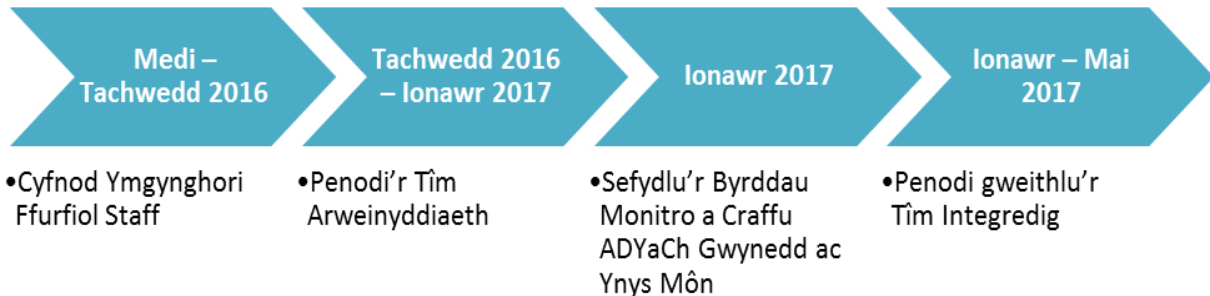 Medi –
Tachwedd 2016
Tachwedd 2016
– Ionawr 2017
Ionawr 2017
Ionawr – Mai
2017
•Cyfnod Ymgynghori
Ffurfiol Staff
•Penodi’r Tîm
Arweinyddiaeth
•Sefydlu’r Byrddau
Monitro a Craffu
ADYaCh Gwynedd ac
Ynys Môn
•Penodi gweithlu’r
Tîm Integredig